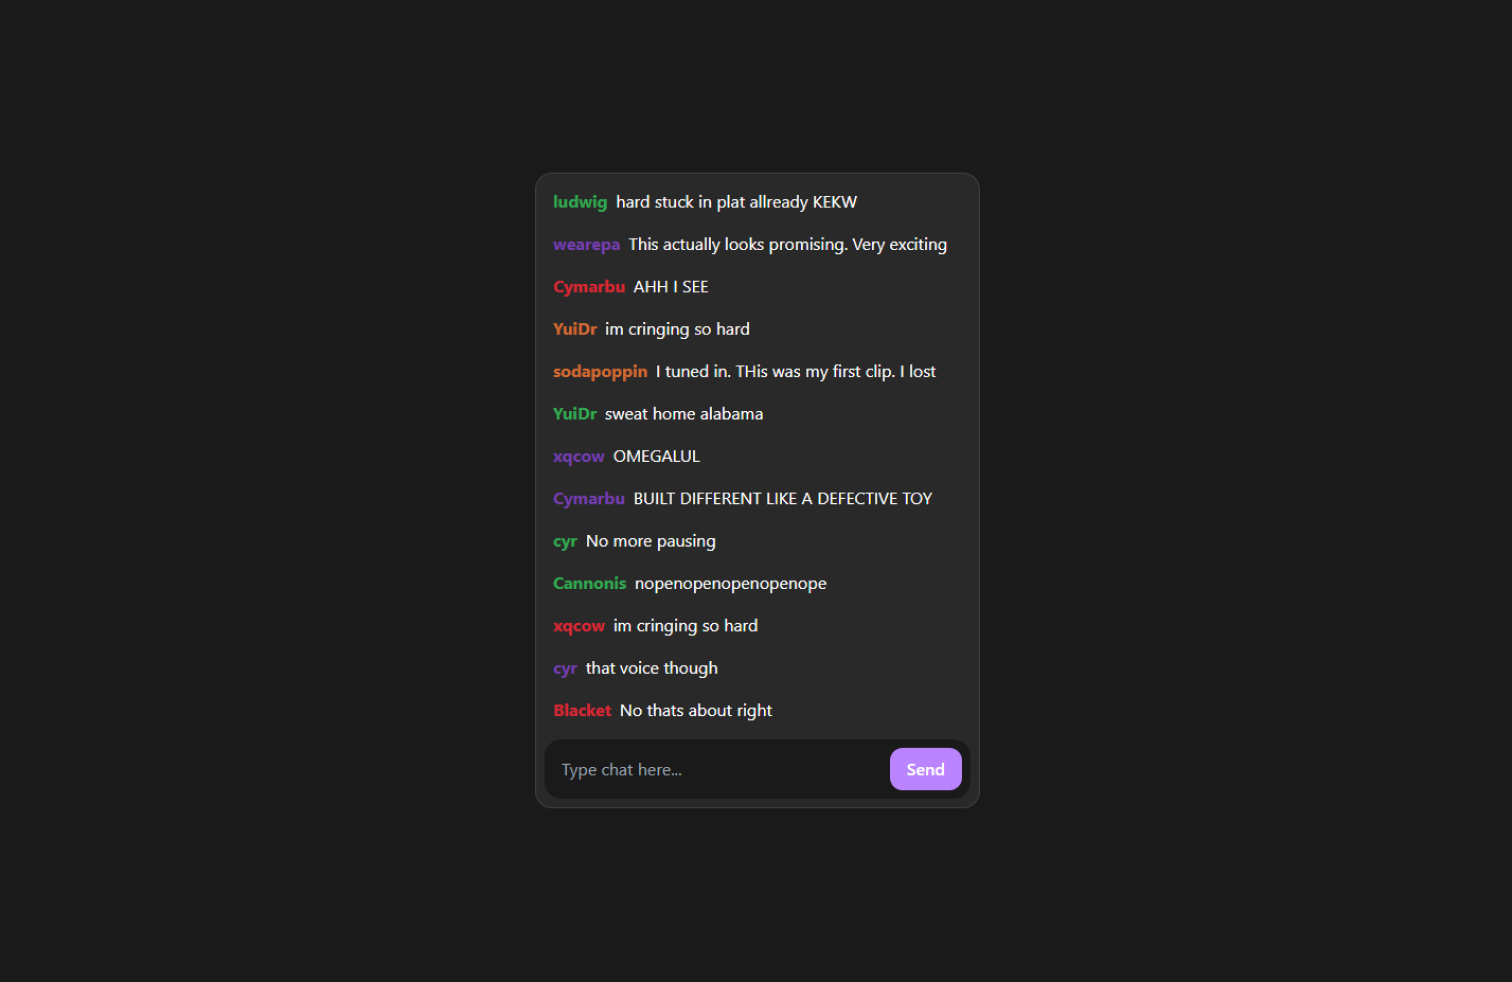 ludwig hard stuck in plat allready KEKW
wearepa This actually looks promising. Very exciting
Cymarbu AHH I SEE
YuiDr im cringing so hard
sodapoppin I tuned in. THis was my first clip. I lost
YuiDr sweat home alabama
xqcow OMEGALUL
Cymarbu BUILT DIFFERENT LIKE A DEFECTIVE TOY
cyr No more pausing
Cannonis nopenopenopenopenope
xqcow im cringing so hard
cyr that voice though
Blacket No thats about right
Type chat here... Send